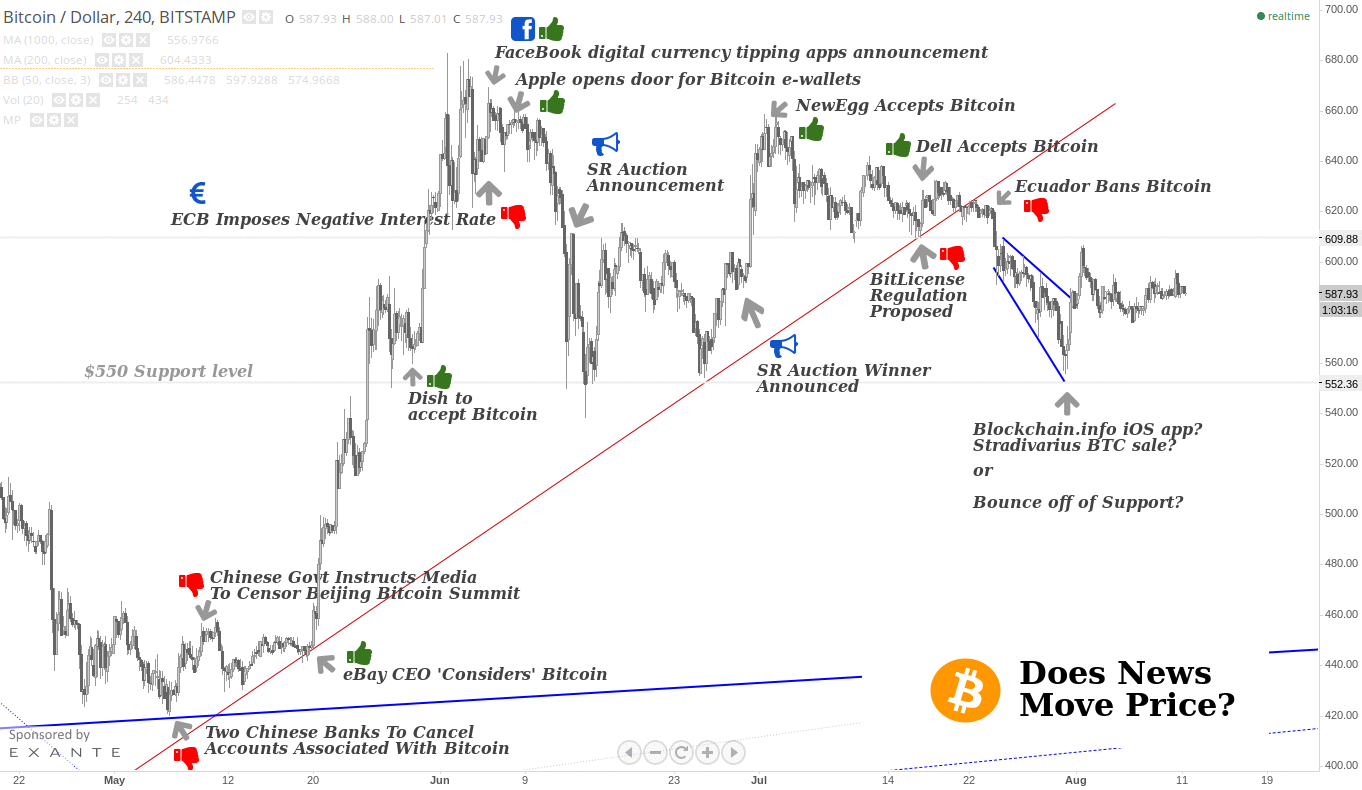 Bitcoin / Dollar, 240, BITSTAMP O 587.93 H 588.00 L 587.01 C 587.93
realtime
MA (1000, close) 556.9766
MA (200, close) 604.4333
BB (50, close, 3) 586.4478 597.9288 574.9668
Vol (20) 254 434
MP
FaceBook digital currency tipping apps announcement
Apple opens door for Bitcoin e-wallets
NewEgg Accepts Bitcoin
Dell Accepts Bitcoin
SR Auction
Announcement
Ecuador Bans Bitcoin
ECB Imposes Negative Interest Rate
BitLicense
Regulation
Proposed
$550 Support level
SR Auction Winner
Announced
Dish to
accept Bitcoin
Blockchain.info iOS app?
Stradivarius BTC sale?
or
Bounce off of Support?
Chinese Govt Instructs Media
To Censor Beijing Bitcoin Summit
eBay CEO 'Considers' Bitcoin
Does News
Move Price?
Two Chinese Banks To Cancel
Accounts Associated With Bitcoin
Sponsored by
EXANTE
700.00
680.00
660.00
640.00
620.00
609.88
600.00
587.93
1:03:16
560.00
552.36
540.00
520.00
500.00
480.00
460.00
440.00
420.00
400.00
22 May 12 20 Jun 9 23 Jul 14 22 Aug 11 19